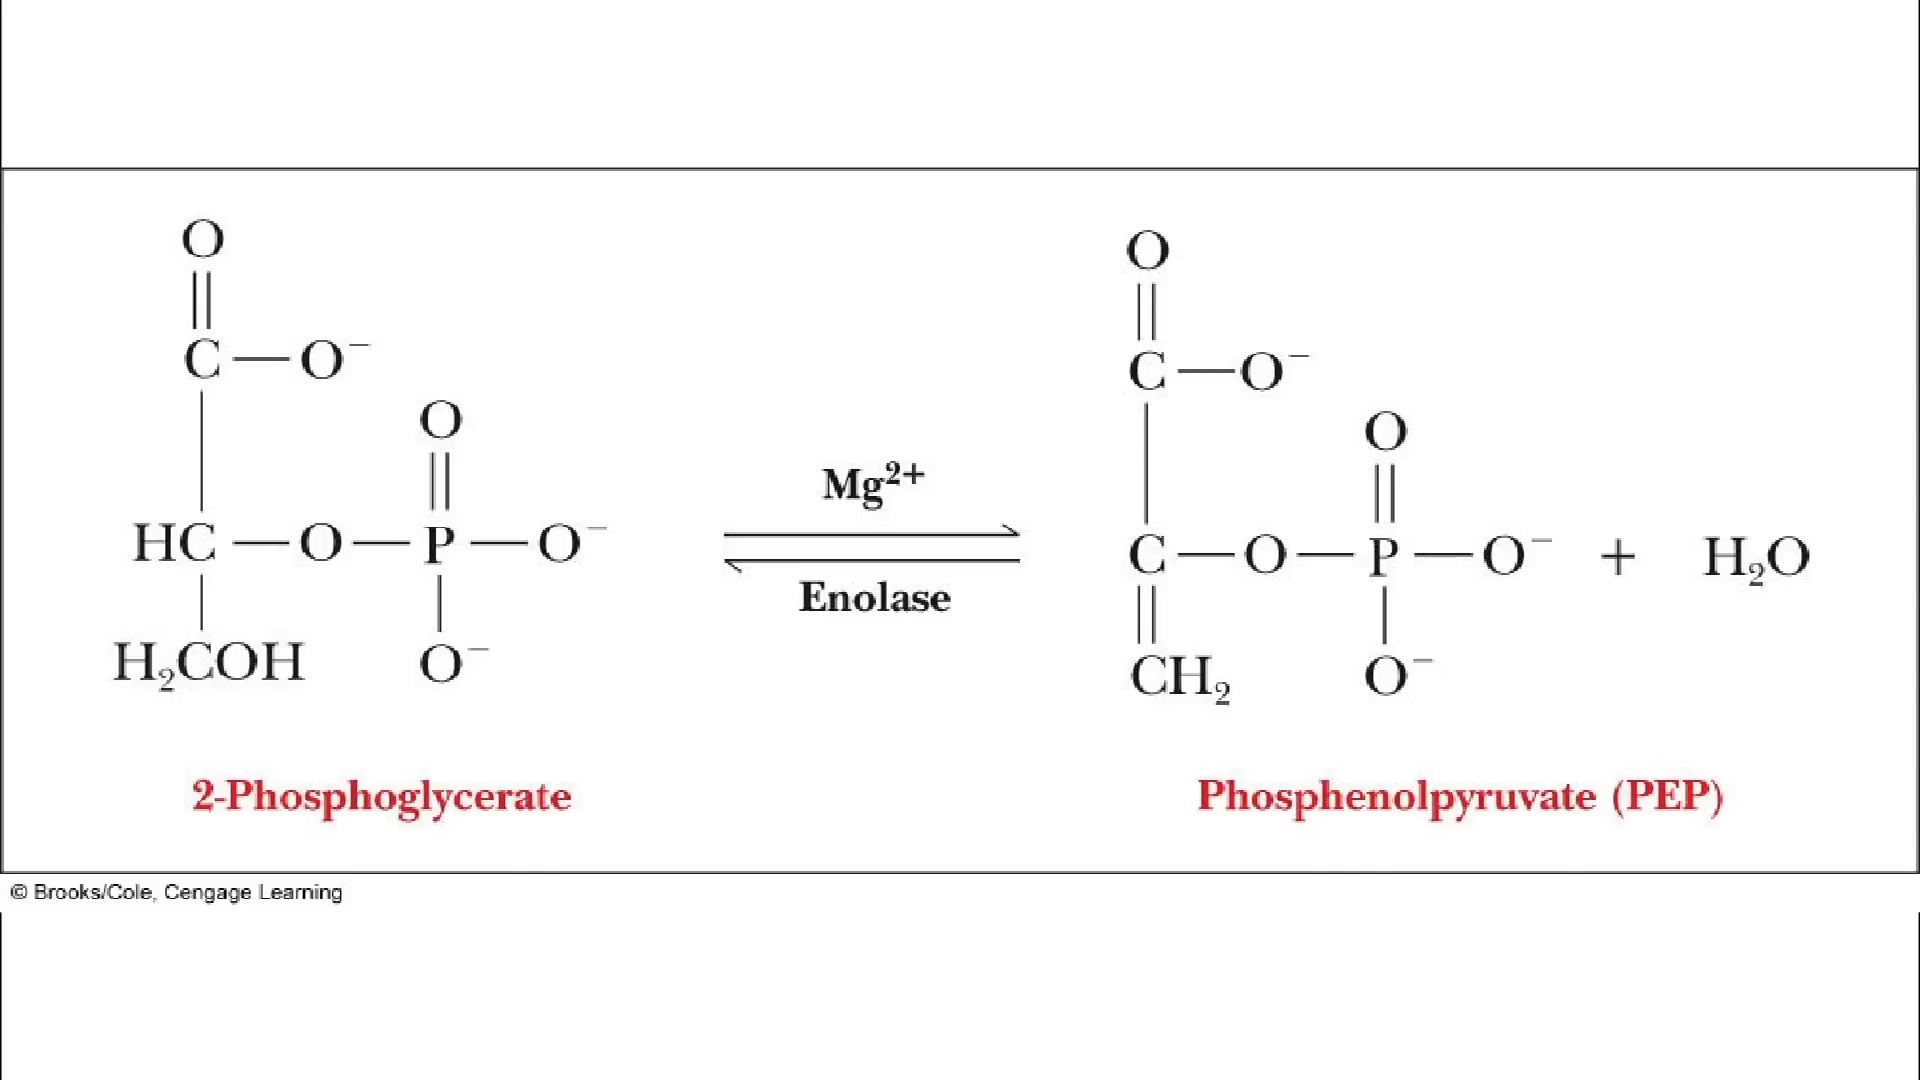 O
O
C — O⁻
C — O⁻
O
O
Mg²⁺
HC — O — P — O⁻
C — O — P — O⁻ + H₂O
Enolase
H₂COH O⁻
CH₂ O⁻
2-Phosphoglycerate
Phosphenolpyruvate (PEP)
© Brooks/Cole, Cengage Learning